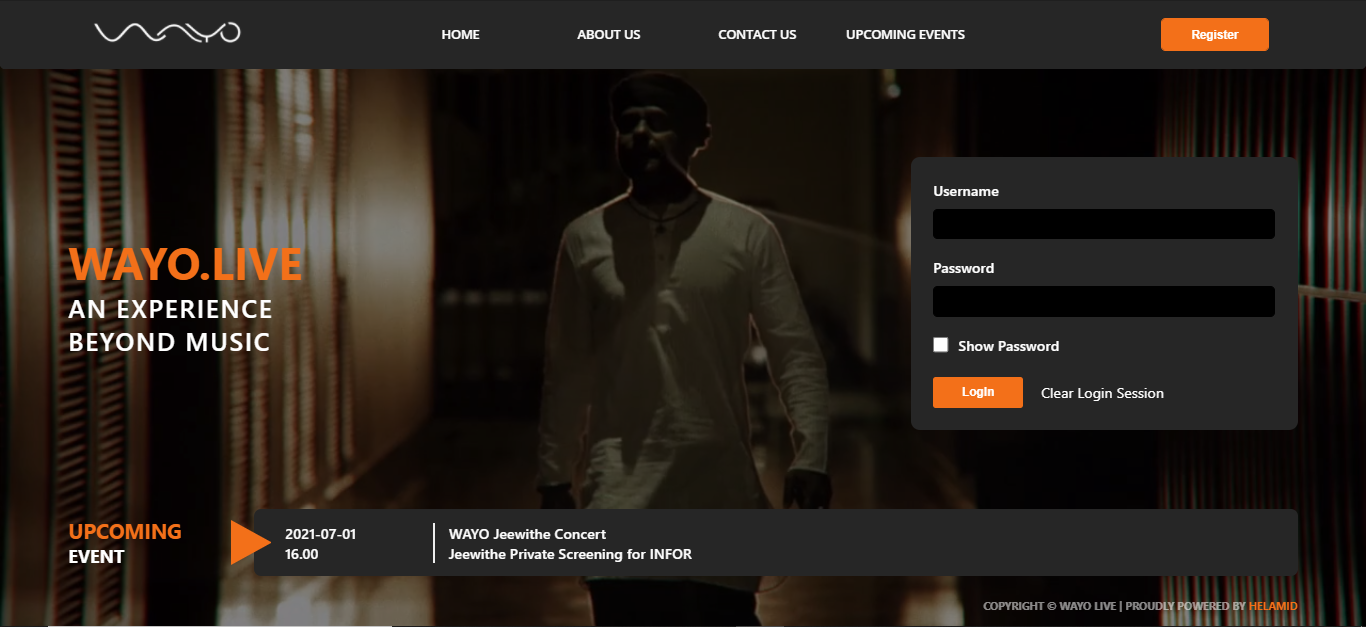 WAYO
HOME
ABOUT US
CONTACT US
UPCOMING EVENTS
Register
WAYO.LIVE
AN EXPERIENCE
BEYOND MUSIC
Username
Password
Show Password
Login
Clear Login Session
UPCOMING
EVENT
2021-07-01
16.00
WAYO Jeewithe Concert
Jeewithe Private Screening for INFOR
COPYRIGHT © WAYO LIVE | PROUDLY POWERED BY HELAMID